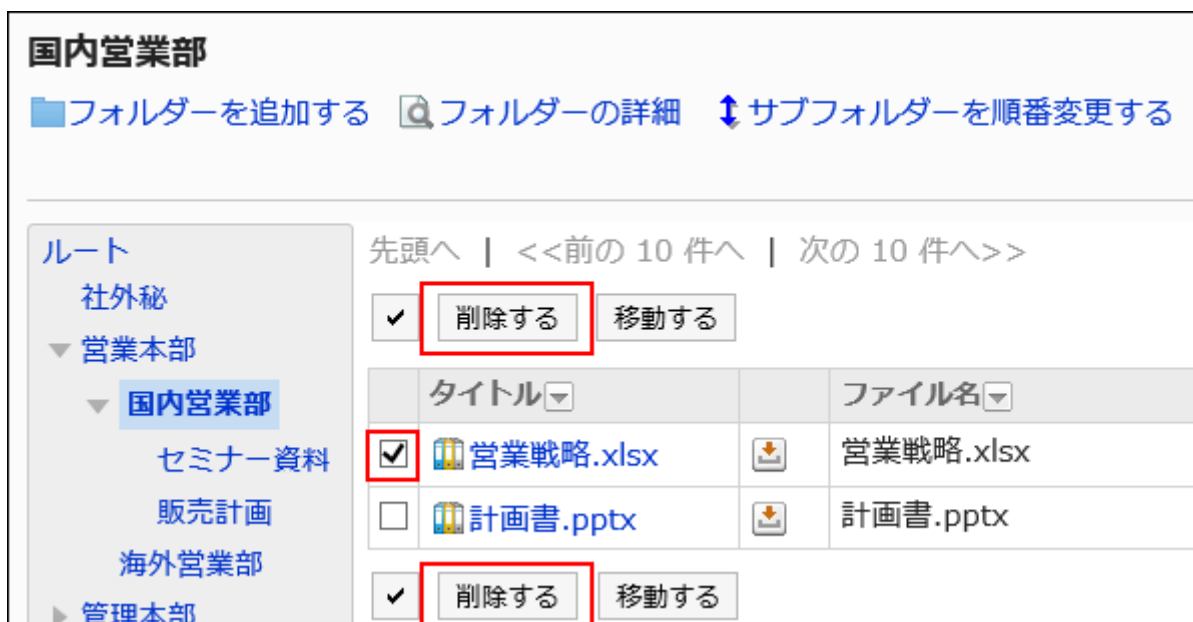 国内営業部
フォルダーを追加する フォルダーの詳細 サブフォルダーを順番変更する
ルート
社外秘
営業本部
国内営業部
セミナー資料
販売計画
海外営業部
管理本部
先頭へ | <<前の 10 件へ | 次の 10 件へ>>
削除する 移動する
タイトル ファイル名
営業戦略.xlsx 営業戦略.xlsx
計画書.pptx 計画書.pptx
削除する 移動する